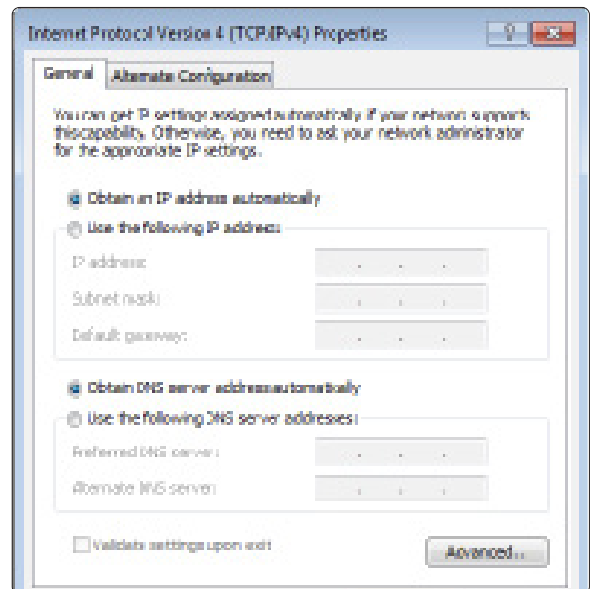 Internet Protocol Version 4 (TCP/IPv4) Properties
General
Alternate Configuration
You can get IP settings assigned automatically if your network supports
this capability. Otherwise, you need to ask your network administrator
for the appropriate IP settings.
Obtain an IP address automatically
Use the following IP address:
IP address:
Subnet mask:
Default gateway:
Obtain DNS server address automatically
Use the following DNS server addresses:
Preferred DNS server:
Alternate DNS server:
Validate settings upon exit
Advanced...